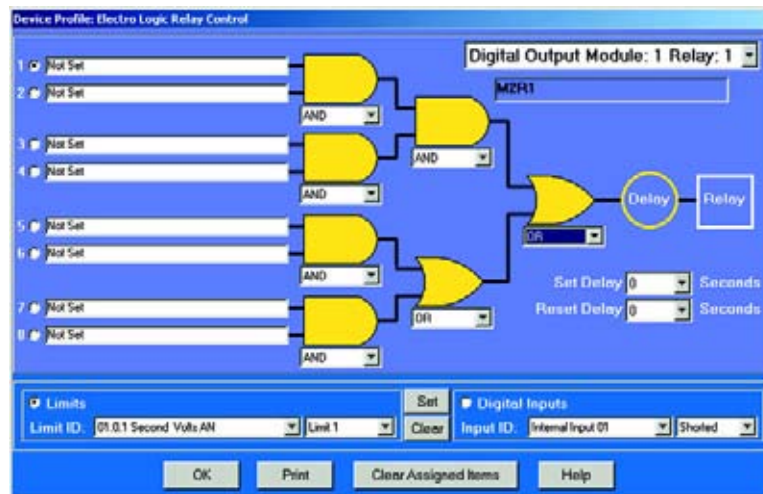 Device Profile: Electro Logic Relay Control
1 Not Set
2 Not Set
AND
3 Not Set
4 Not Set
AND
5 Not Set
6 Not Set
AND
7 Not Set
8 Not Set
AND
AND
OR
Digital Output Module: 1 Relay: 1
M2R1
OR
Delay
Relay
Set Delay 0 Seconds
Reset Delay 0 Seconds
Limits
Limit ID: 01.0.1 Second Volts AN Limit 1
Set
Clear
Digital Inputs
Input ID: Internal Input 01 Shorted
OK Print Clear Assigned Items Help